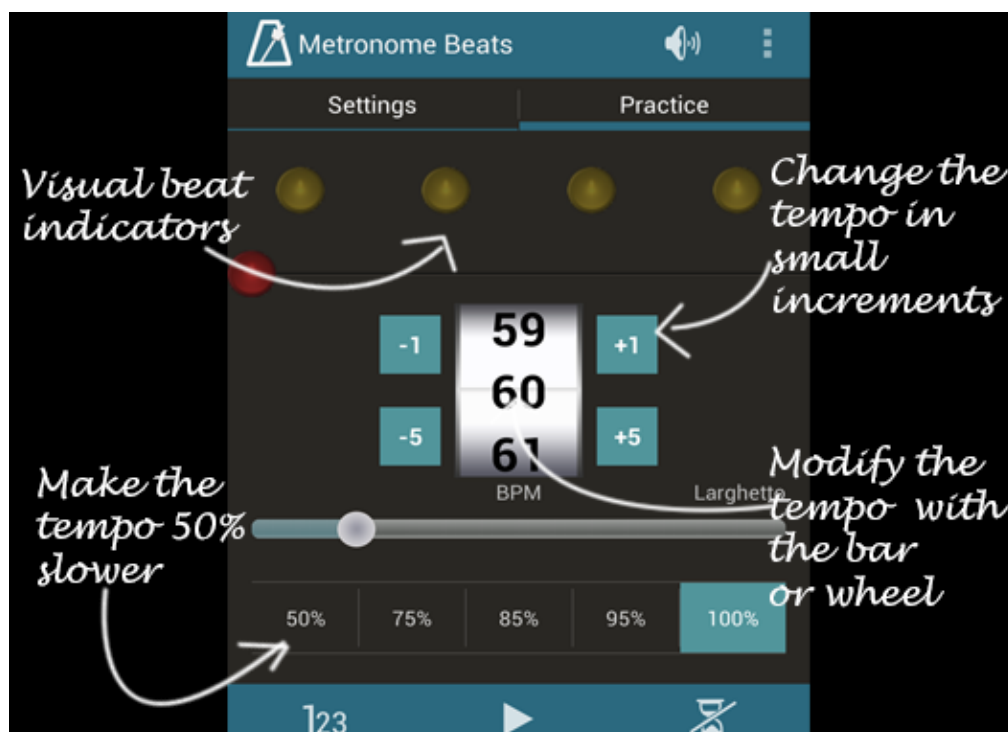 Metronome Beats
Settings Practice
Visual beat
indicators
Change the
tempo in
small
increments
-1 59 +1
60
-5 61 +5
BPM Larghetto
Make the
tempo 50%
slower
Modify the
tempo with
the bar
or wheel
50% 75% 85% 95% 100%
123